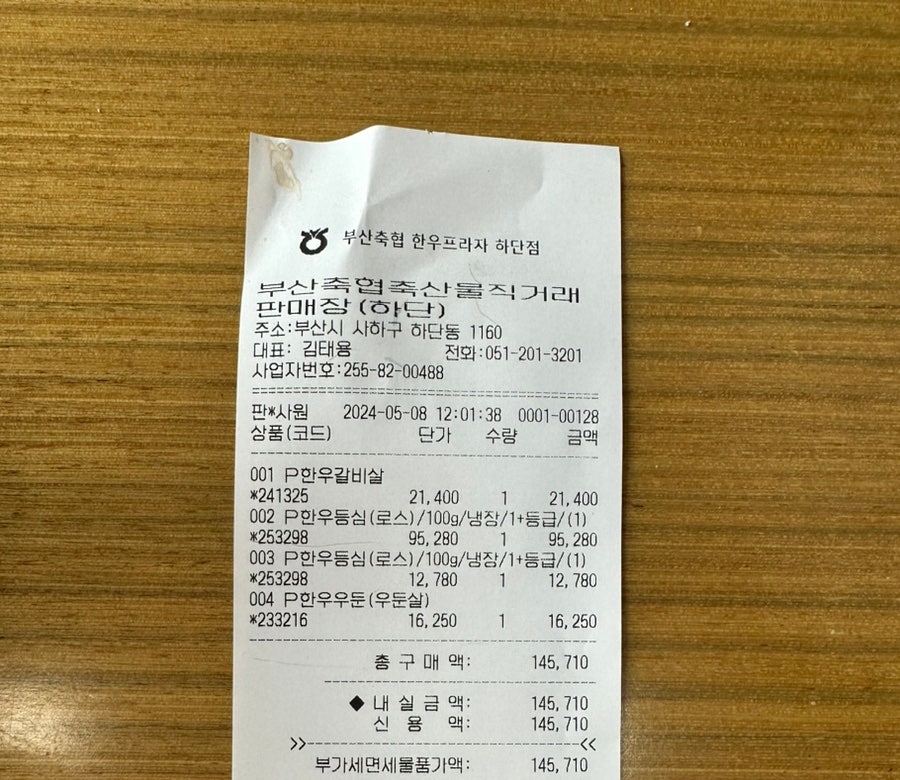 부산축협 한우프라자 하단점
부산축협축산물직거래
판매장(하단)
주소:부산시 사하구 하단동 1160
대표: 김태용 전화:051-201-3201
사업자번호:255-82-00488
판*사원 2024-05-08 12:01:38 0001-00128
상품(코드) 단가 수량 금액
001 P한우갈비살
*241325 21,400 1 21,400
002 P한우등심(로스)/100g/냉장/1+등급/(1)
*253298 95,280 1 95,280
003 P한우등심(로스)/100g/냉장/1+등급/(1)
*253298 12,780 1 12,780
004 P한우우둔(우둔살)
*233216 16,250 1 16,250
총 구 매 액: 145,710
◆ 내 실 금 액: 145,710
신 용 액: 145,710
부가세면세물품가액: 145,710